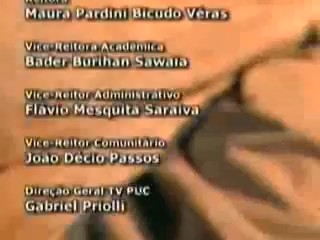 Reitora
Maura Pardini Bicudo Véras
Vice-Reitora Acadêmica
Bader Burihan Sawaia
Vice-Reitor Administrativo
Flávio Mesquita Saraiva
Vice-Reitor Comunitário
João Décio Passos
Direção Geral TV PUC
Gabriel Priolli